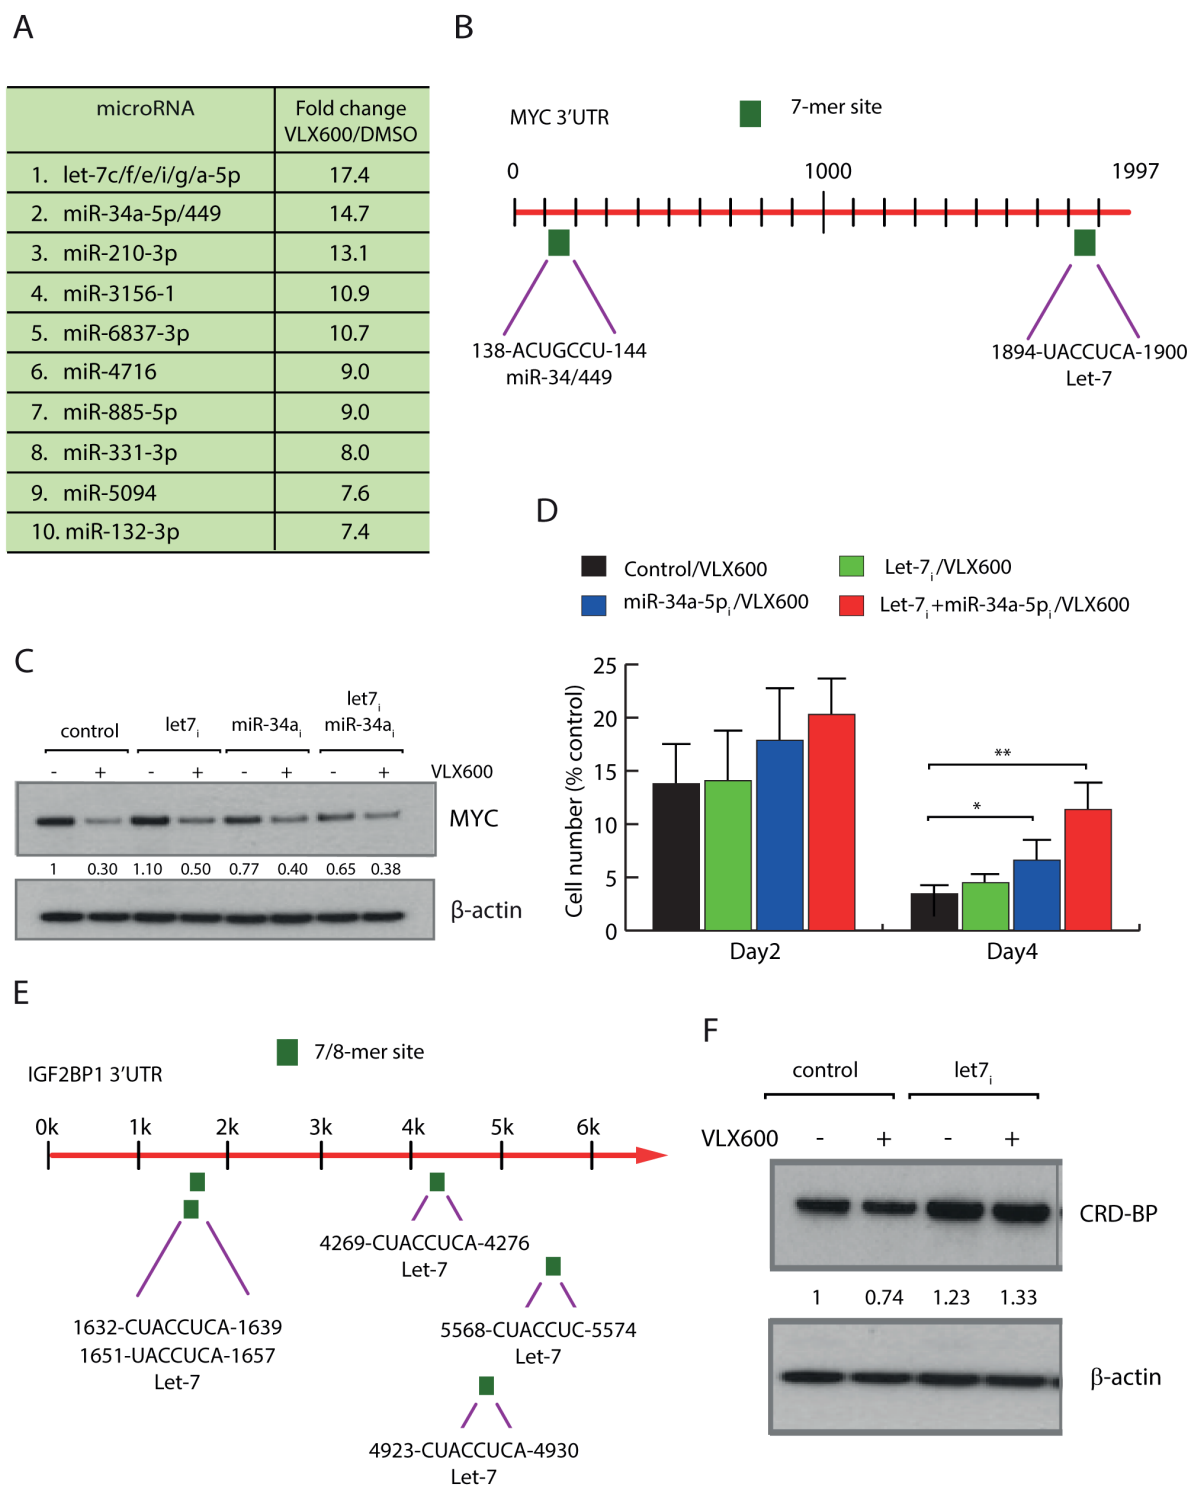 A
microRNA Fold change
VLX600/DMSO
1. let-7c/f/e/i/g/a-5p 17.4
2. miR-34a-5p/449 14.7
3. miR-210-3p 13.1
4. miR-3156-1 10.9
5. miR-6837-3p 10.7
6. miR-4716 9.0
7. miR-885-5p 9.0
8. miR-331-3p 8.0
9. miR-5094 7.6
10. miR-132-3p 7.4
B
MYC 3'UTR 7-mer site
0 1000 1997
138-ACUGCCU-144 1894-UACCUCA-1900
miR-34/449 Let-7
C
control let7i miR-34ai let7i
miR-34ai
- + - + - + - + VLX600
MYC
1 0.30 1.10 0.50 0.77 0.40 0.65 0.38
β-actin
D
Control/VLX600 Let-7i/VLX600
miR-34a-5pi/VLX600 Let-7i+miR-34a-5pi/VLX600
Cell number (% control)
25
20
15
10
5
0
**
*
Day2 Day4
E
IGF2BP1 3'UTR 7/8-mer site
0k 1k 2k 3k 4k 5k 6k
4269-CUACCUCA-4276
Let-7
1632-CUACCUCA-1639
1651-UACCUCA-1657
Let-7
5568-CUACCUC-5574
Let-7
4923-CUACCUCA-4930
Let-7
F
control let7i
VLX600 - + - +
CRD-BP
1 0.74 1.23 1.33
β-actin